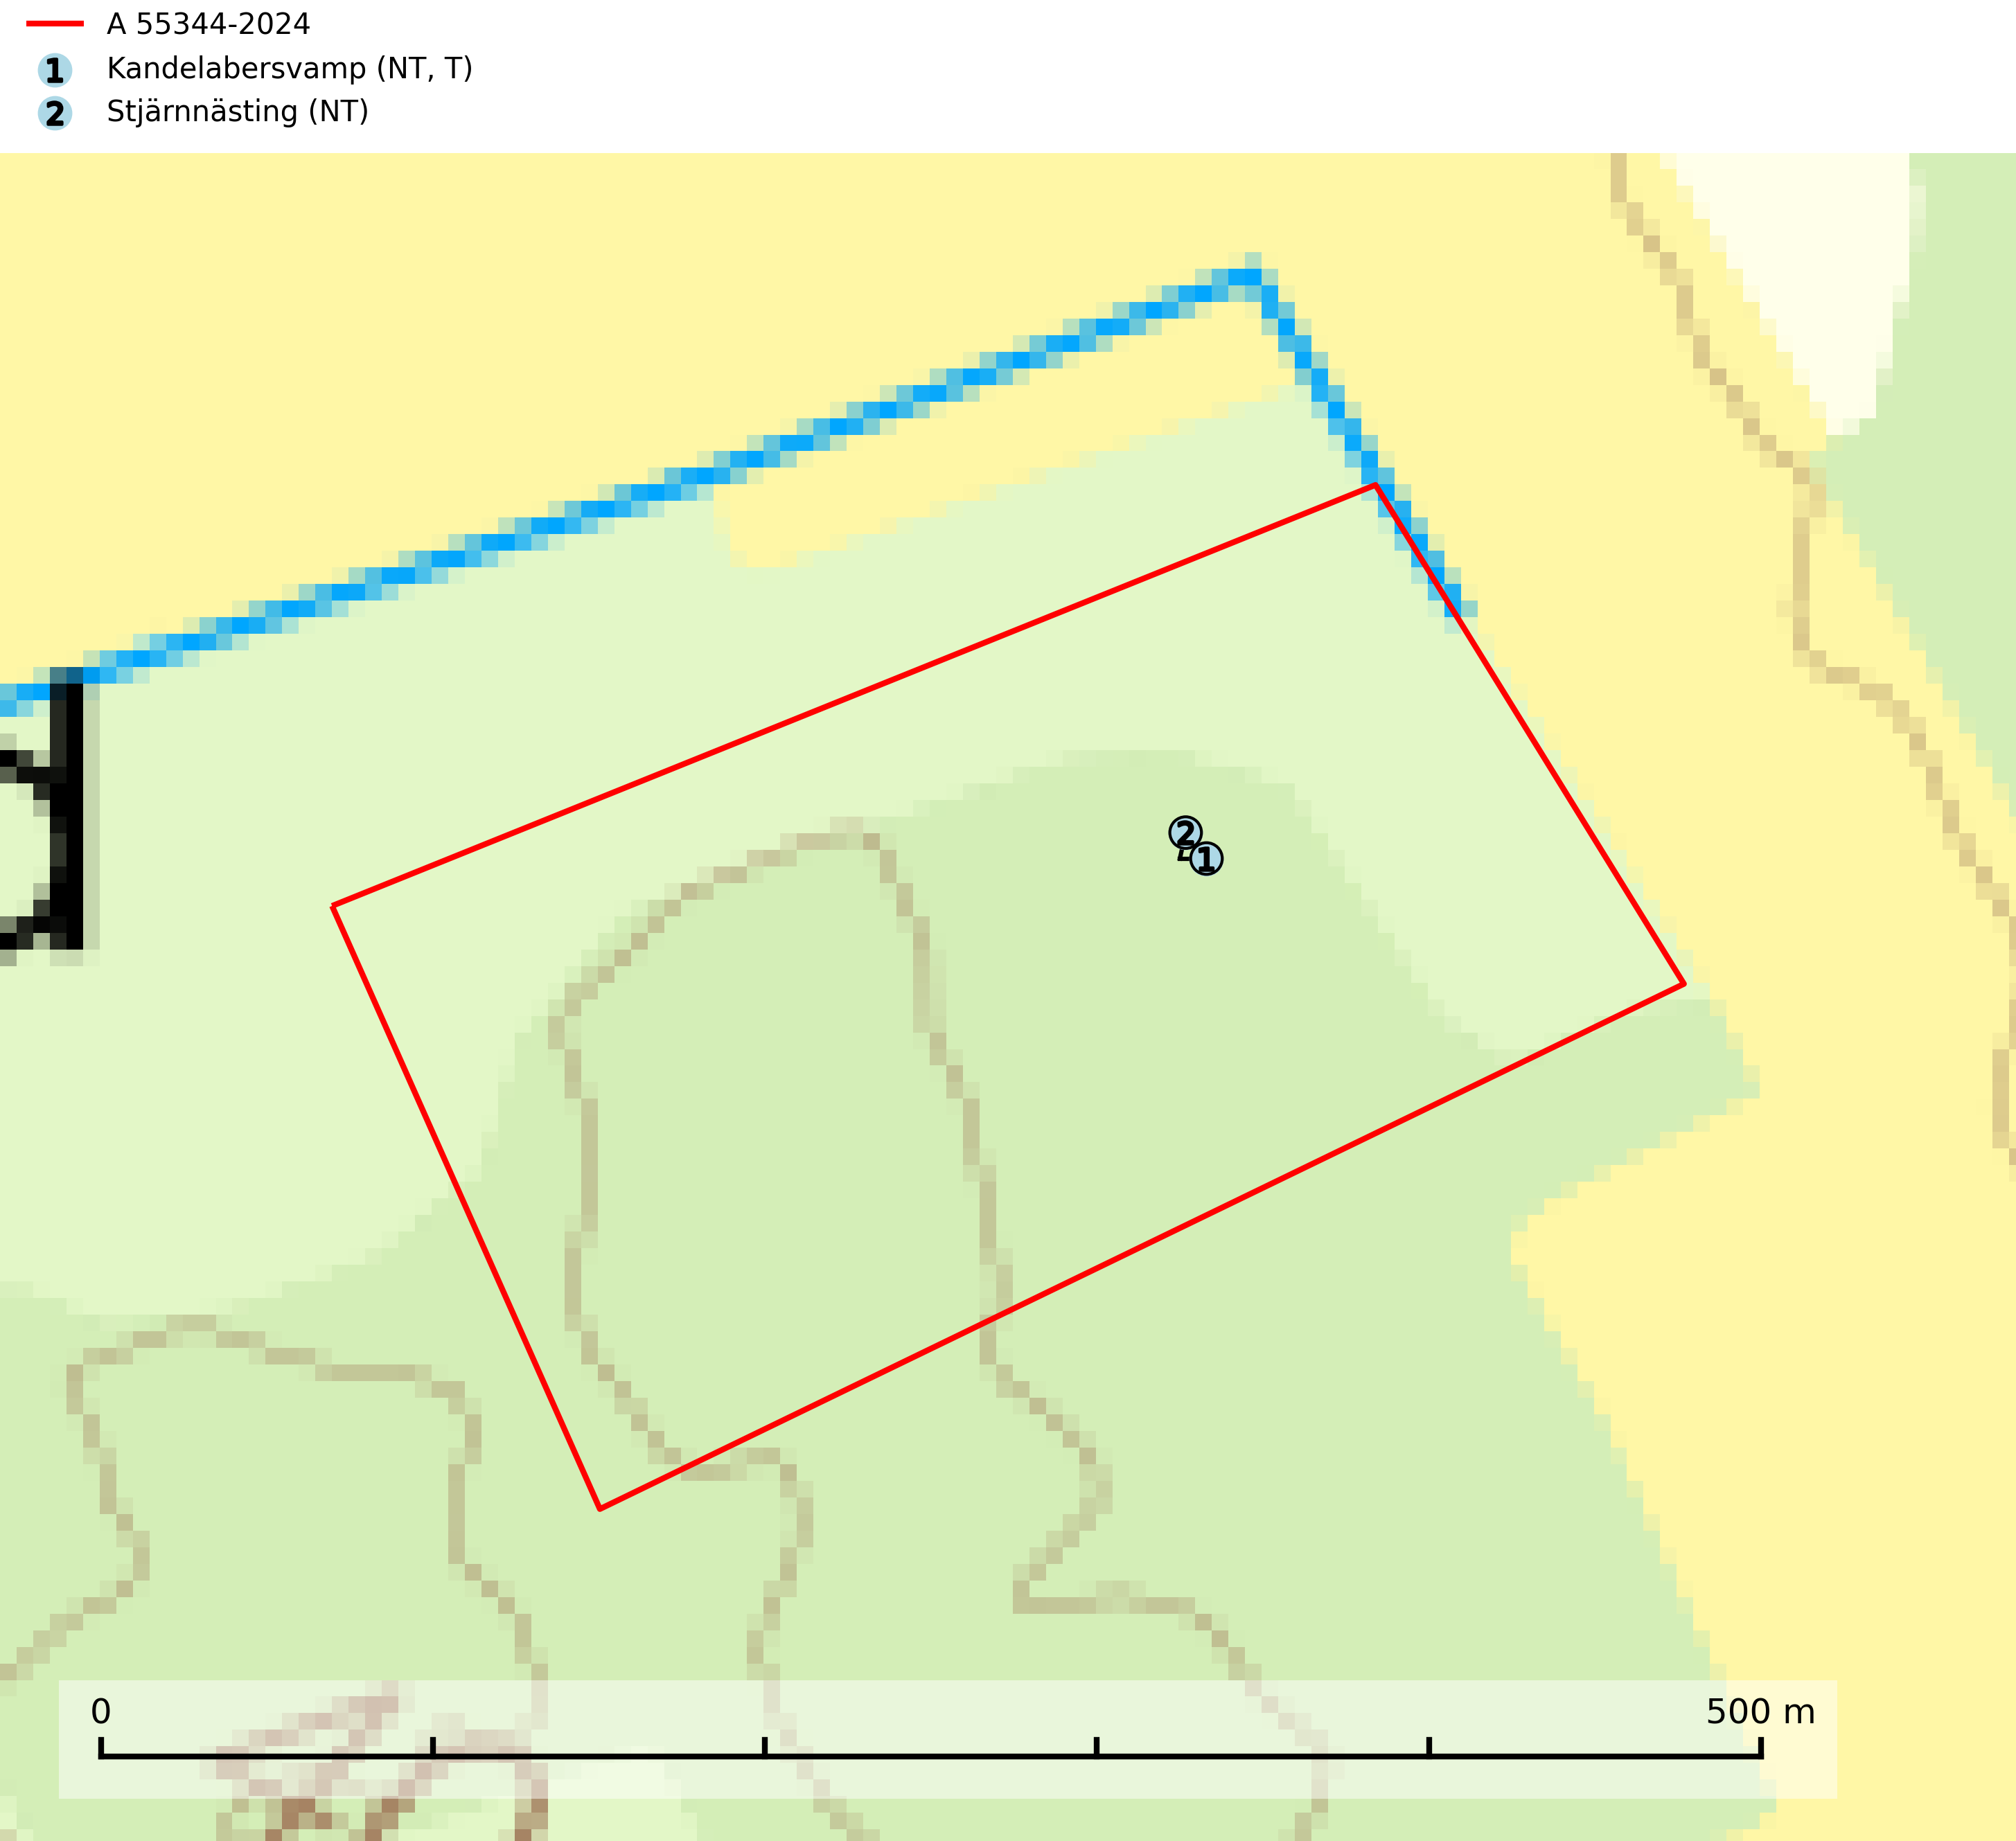 A 55344-2024
1 Kandelabersvamp (NT, T)
2 Stjärnnästing (NT)
2
1
0 500 m